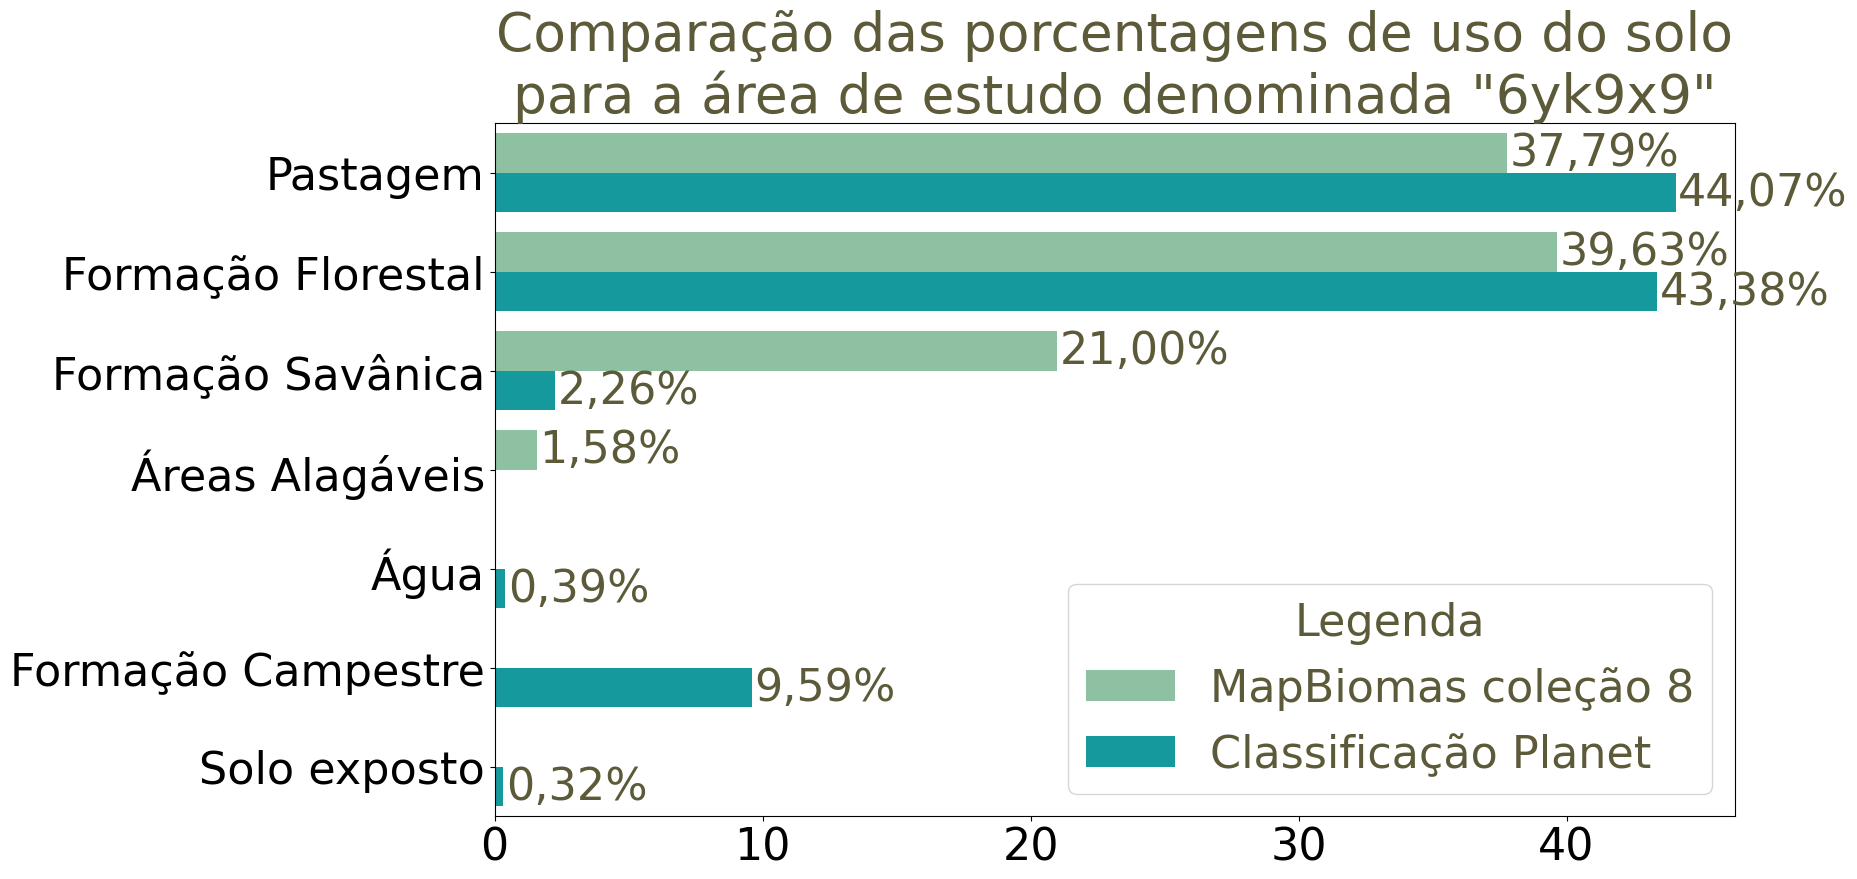 Comparação das porcentagens de uso do solo
para a área de estudo denominada "6yk9x9"
Pastagem
37,79%
44,07%
Formação Florestal
39,63%
43,38%
Formação Savânica
21,00%
2,26%
Áreas Alagáveis
1,58%
Água
0,39%
Formação Campestre
9,59%
Solo exposto
0,32%
Legenda
MapBiomas coleção 8
Classificação Planet
0 10 20 30 40